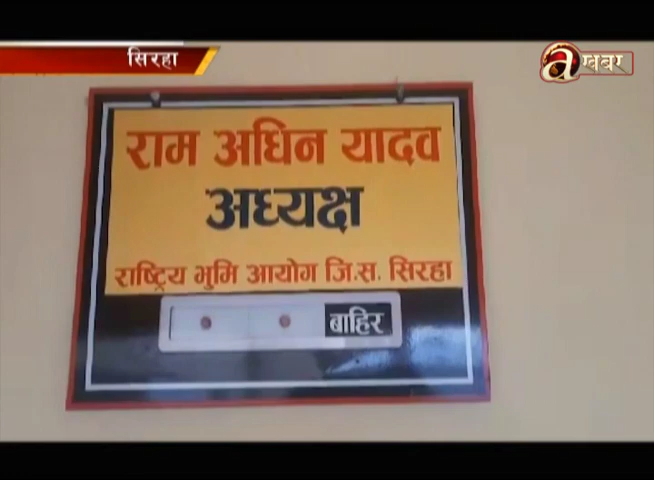 सिरहा
a खबर
राम अधिन यादव
अध्यक्ष
राष्ट्रिय भुमि आयोग जि.स. सिरहा
बाहिर